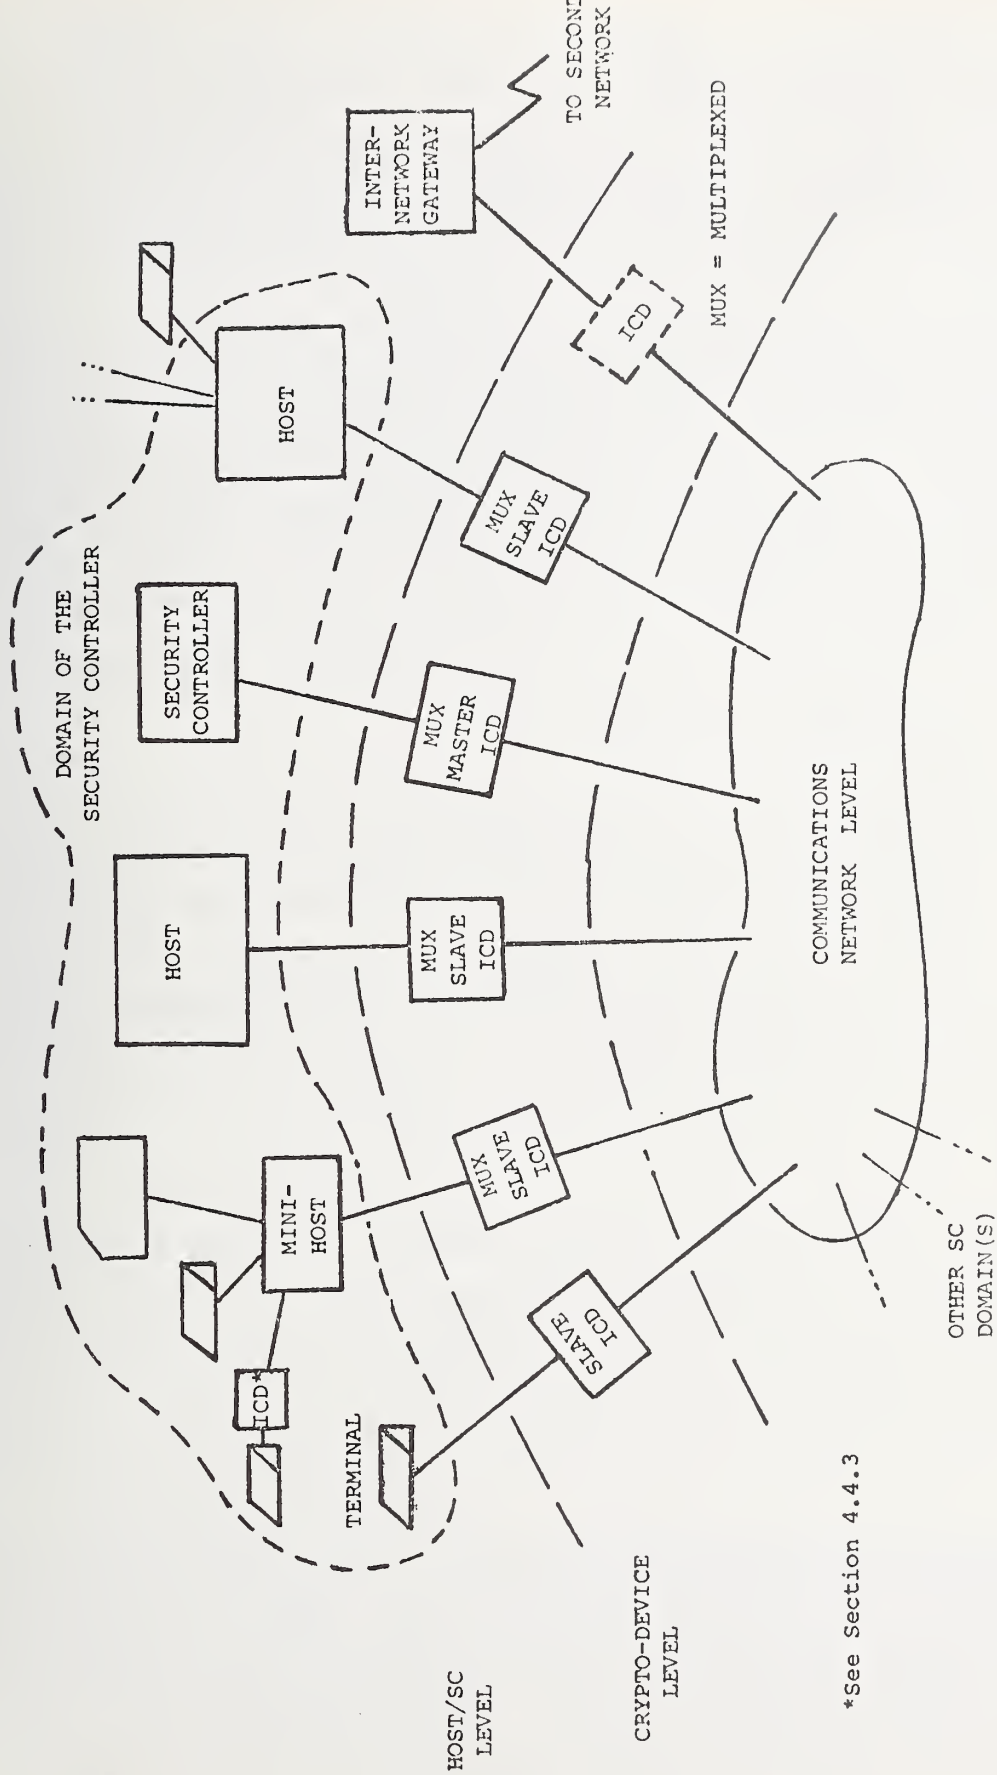 DOMAIN OF THE
SECURITY CONTROLLER
TERMINAL
ICD*
MINI-
HOST
HOST
SECURITY
CONTROLLER
HOST
INTER-
NETWORK
GATEWAY
TO SECOND
NETWORK
HOST/SC
LEVEL
SLAVE
ICD
MUX
SLAVE
ICD
MUX
SLAVE
ICD
MUX
MASTER
ICD
MUX
SLAVE
ICD
ICD
MUX = MULTIPLEXED
CRYPTO-DEVICE
LEVEL
COMMUNICATIONS
NETWORK LEVEL
OTHER SC
DOMAIN(S)
*See Section 4.4.3